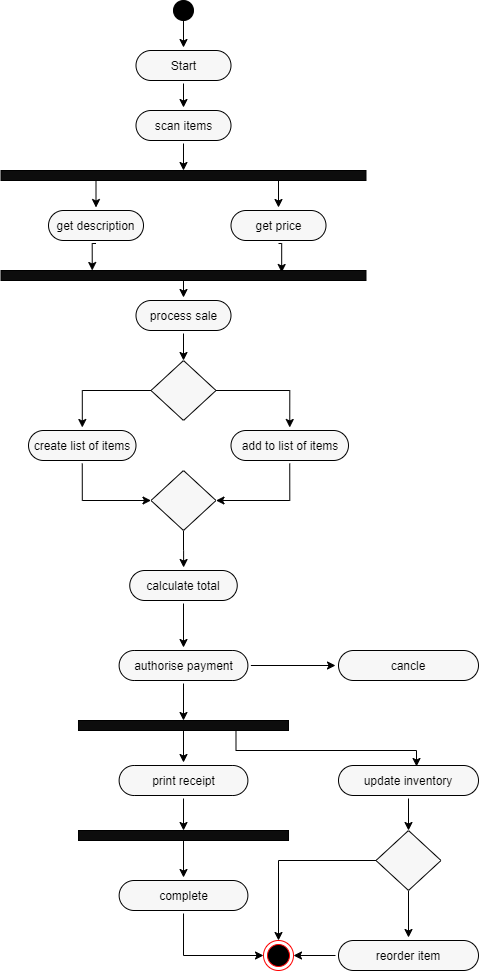 Start
scan items
get description
get price
process sale
create list of items
add to list of items
calculate total
authorise payment
cancle
print receipt
update inventory
complete
reorder item